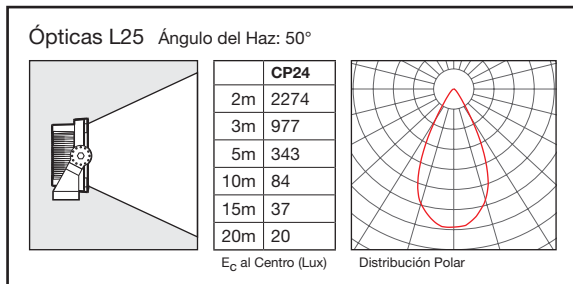 Ópticas L25 Ángulo del Haz: 50°
CP24
2m 2274
3m 977
5m 343
10m 84
15m 37
20m 20
EC al Centro (Lux)
Distribución Polar